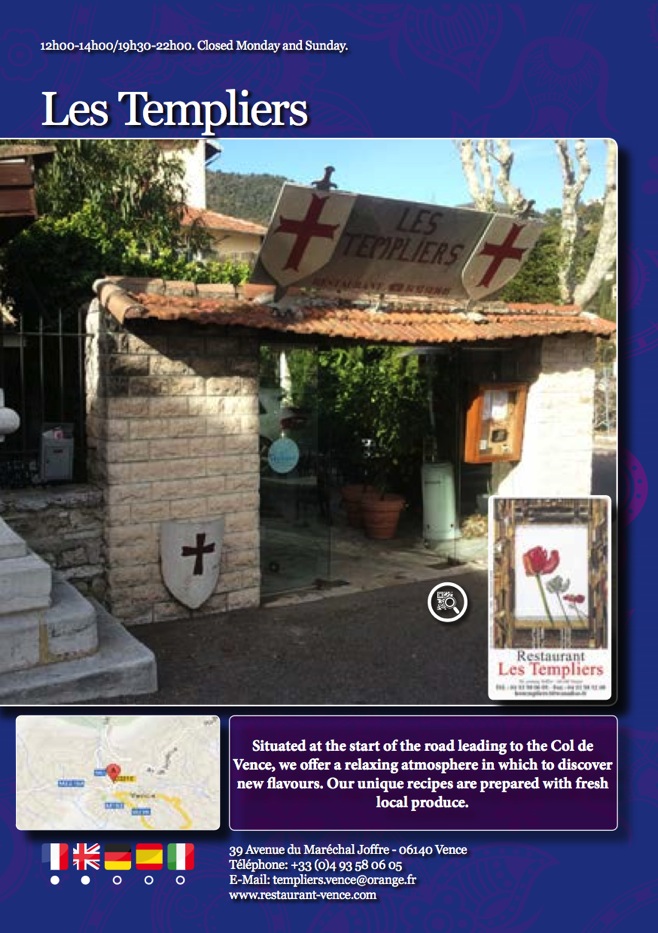 12h00-14h00/19h30-22h00. Closed Monday and Sunday.
Les Templiers
LES
TEMPLIERS
RESTAURANT
Restaurant
Les Templiers
A
Vence
Situated at the start of the road leading to the Col de
Vence, we offer a relaxing atmosphere in which to discover
new flavours. Our unique recipes are prepared with fresh
local produce.
39 Avenue du Maréchal Joffre - 06140 Vence
Téléphone: +33 (0)4 93 58 06 05
E-Mail: templiers.vence@orange.fr
www.restaurant-vence.com